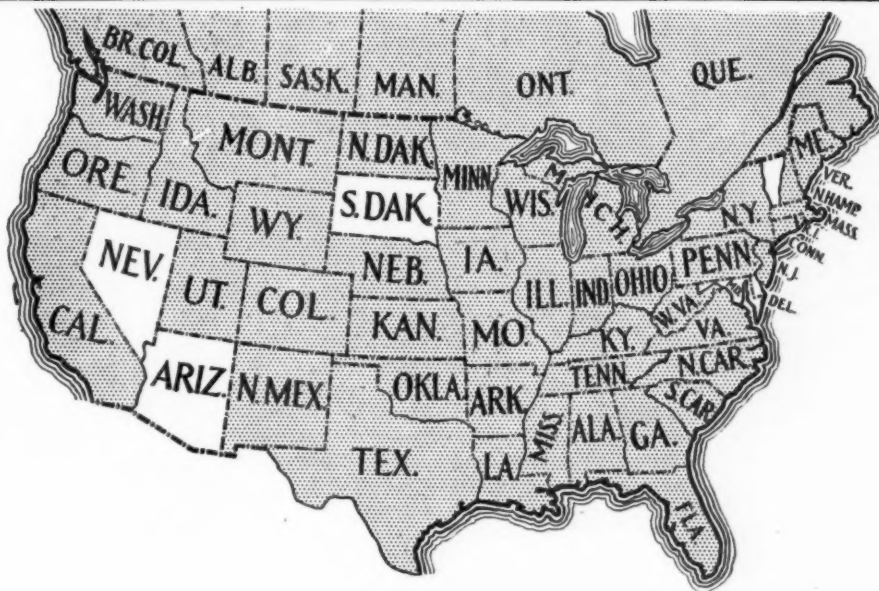 BR. COL.
ALB.
SASK.
MAN.
ONT.
QUE.
WASH.
MONT.
N. DAK.
MINN.
ME.
ORE.
IDA.
WY.
S. DAK.
WIS.
MICH.
N.Y.
VER.
N. HAMP.
MASS.
R.I.
CONN.
N.J.
DEL.
NEV.
UT.
COL.
NEB.
IA.
ILL.
IND.
OHIO
PENN.
W. VA.
VA.
CAL.
KAN.
MO.
KY.
ARIZ.
N. MEX.
OKLA.
ARK.
TENN.
N. CAR.
S. CAR.
TEX.
LA.
MISS
ALA.
GA.
FLA